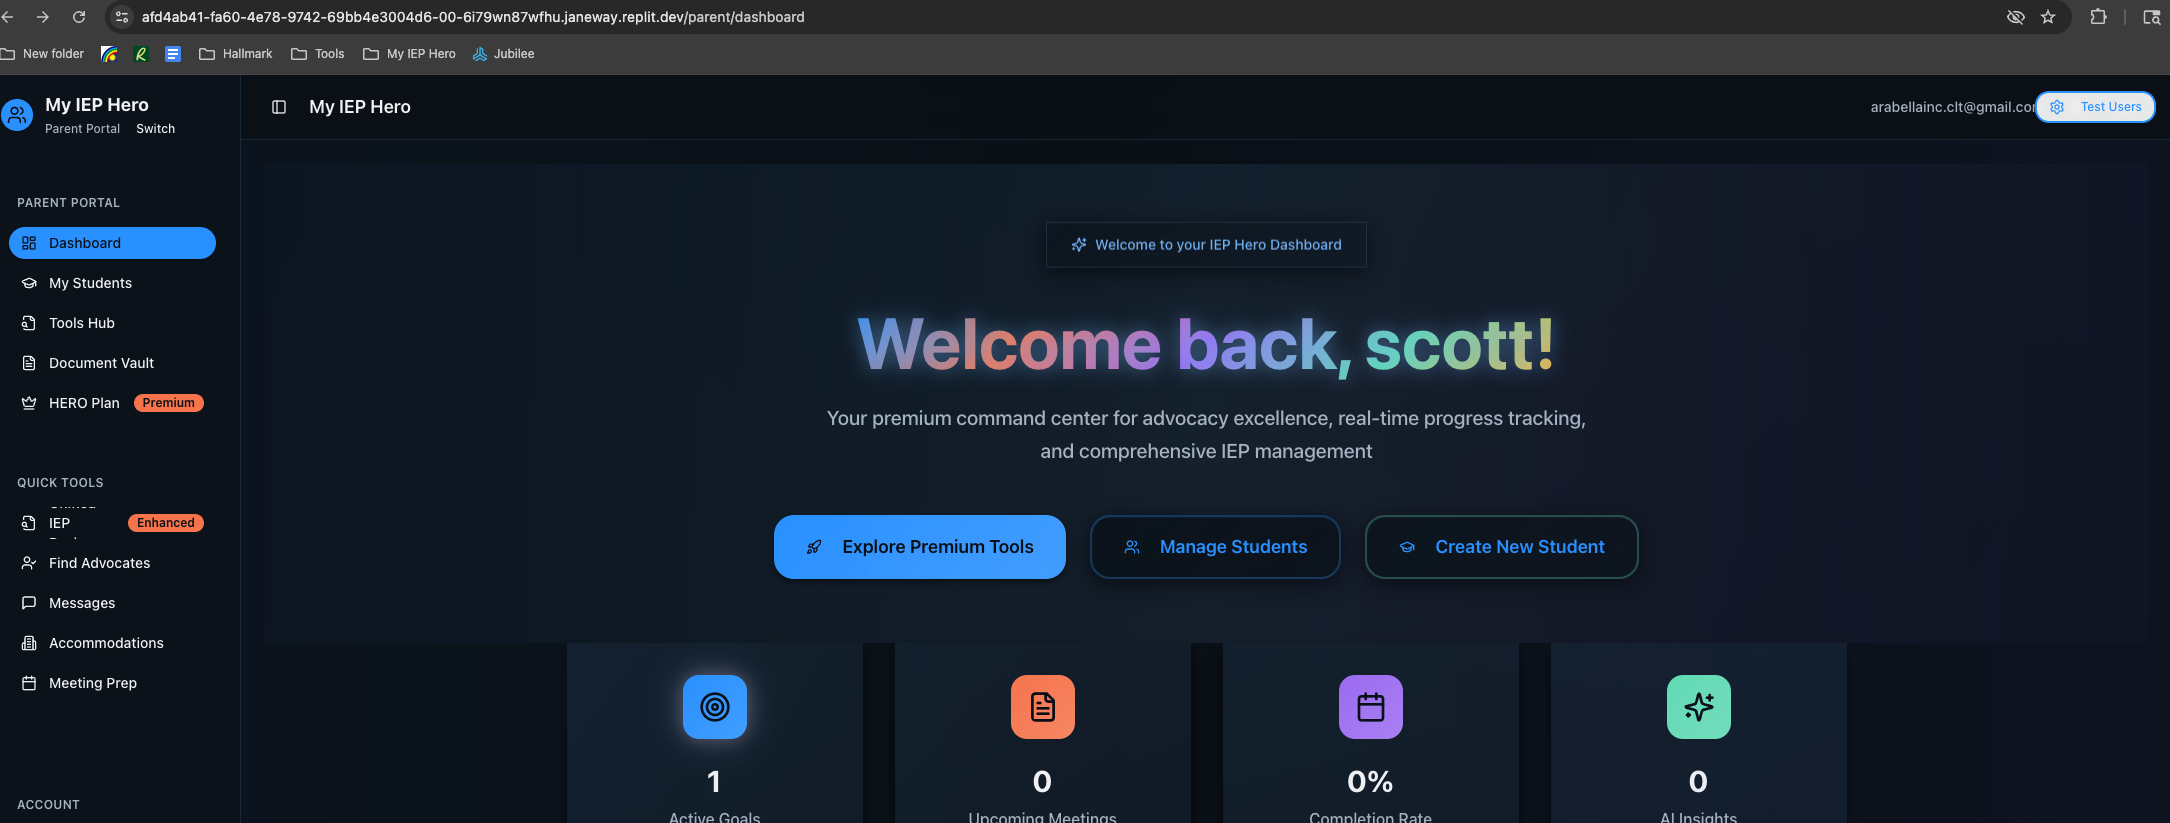 afd4ab41-fa60-4e78-9742-69bb4e3004d6-00-6i79wn87wfhu.janeway.replit.dev/parent/dashboard
New folder
Hallmark
Tools
My IEP Hero
Jubilee
My IEP Hero
Parent Portal Switch
My IEP Hero
arabellainc.clt@gmail.co
Test Users
PARENT PORTAL
Dashboard
My Students
Tools Hub
Document Vault
HERO Plan Premium
QUICK TOOLS
IEP Enhanced
Find Advocates
Messages
Accommodations
Meeting Prep
ACCOUNT
Welcome to your IEP Hero Dashboard
Welcome back, scott!
Your premium command center for advocacy excellence, real-time progress tracking,
and comprehensive IEP management
Explore Premium Tools
Manage Students
Create New Student
1
Active Goals
0
Upcoming Meetings
0%
Completion Rate
0
AI Insights